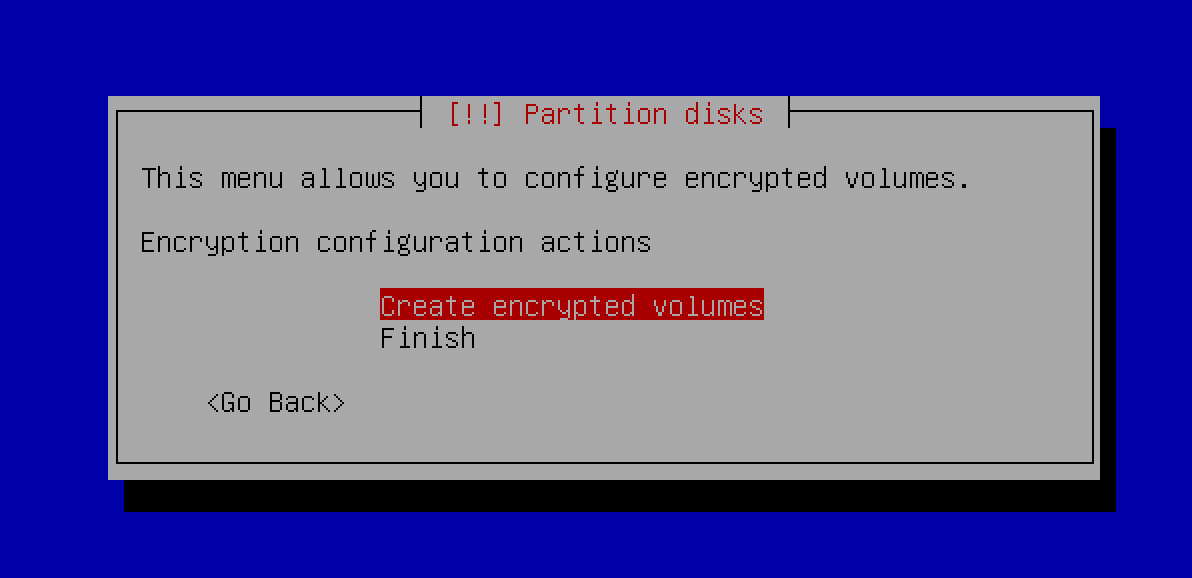 [!!] Partition disks
This menu allows you to configure encrypted volumes.
Encryption configuration actions
Create encrypted volumes
Finish
<Go Back>